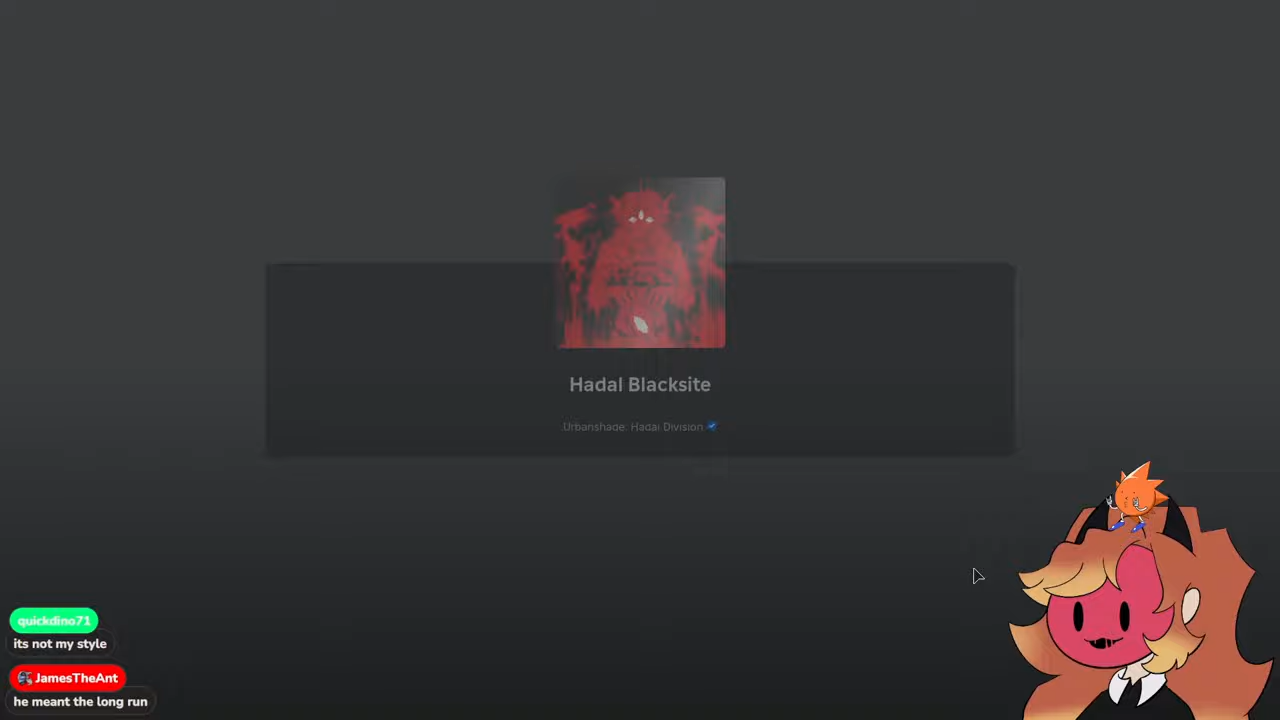 Hadal Blacksite
Urbanshade: Hadal Division
quickdino71
its not my style
JamesTheAnt
he meant the long run